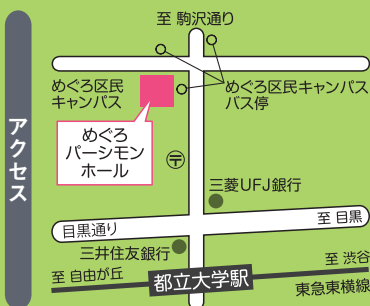 アクセス
至 駒沢通り
めぐろ区民
キャンパス
めぐろ区民キャンパス
バス停
めぐろ
パーシモン
ホール
〒
三菱UFJ銀行
目黒通り
至 目黒
三井住友銀行
至 渋谷
至 自由が丘
都立大学駅
東急東横線